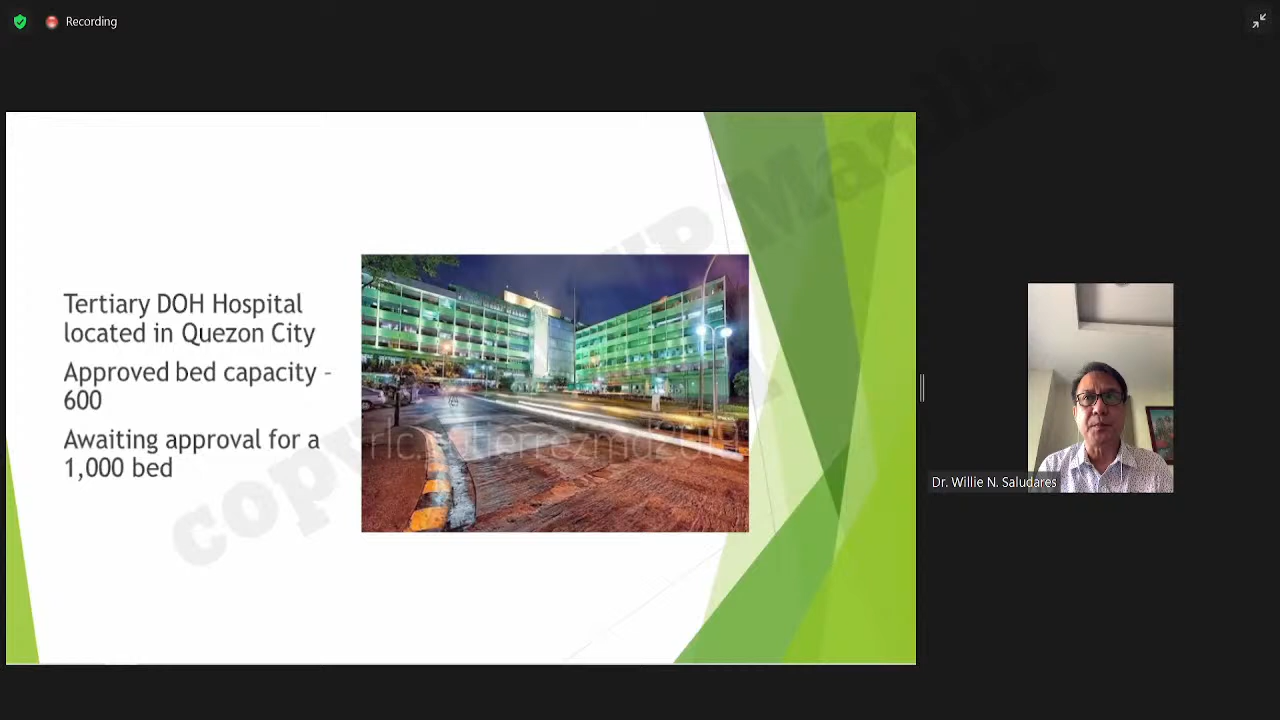 Recording
Tertiary DOH Hospital
located in Quezon City
Approved bed capacity –
600
Awaiting approval for a
1,000 bed
Dr. Willie N. Saludares